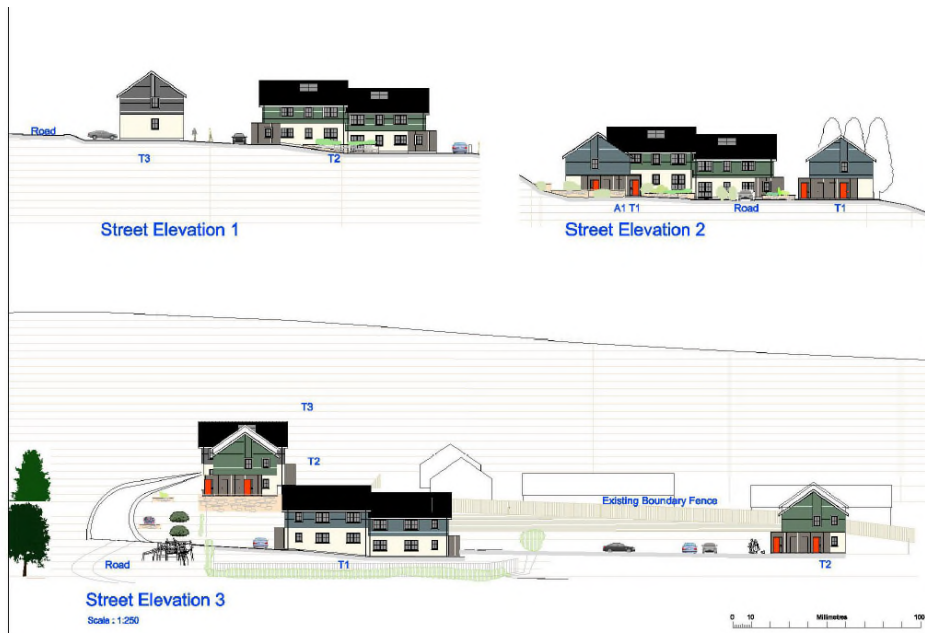 Road
T3
T2
Street Elevation 1
A1 T1
Road
T1
Street Elevation 2
T3
T2
Existing Boundary Fence
Road
T1
T2
Street Elevation 3
Scale : 1:250
0 10 Millimetres 100